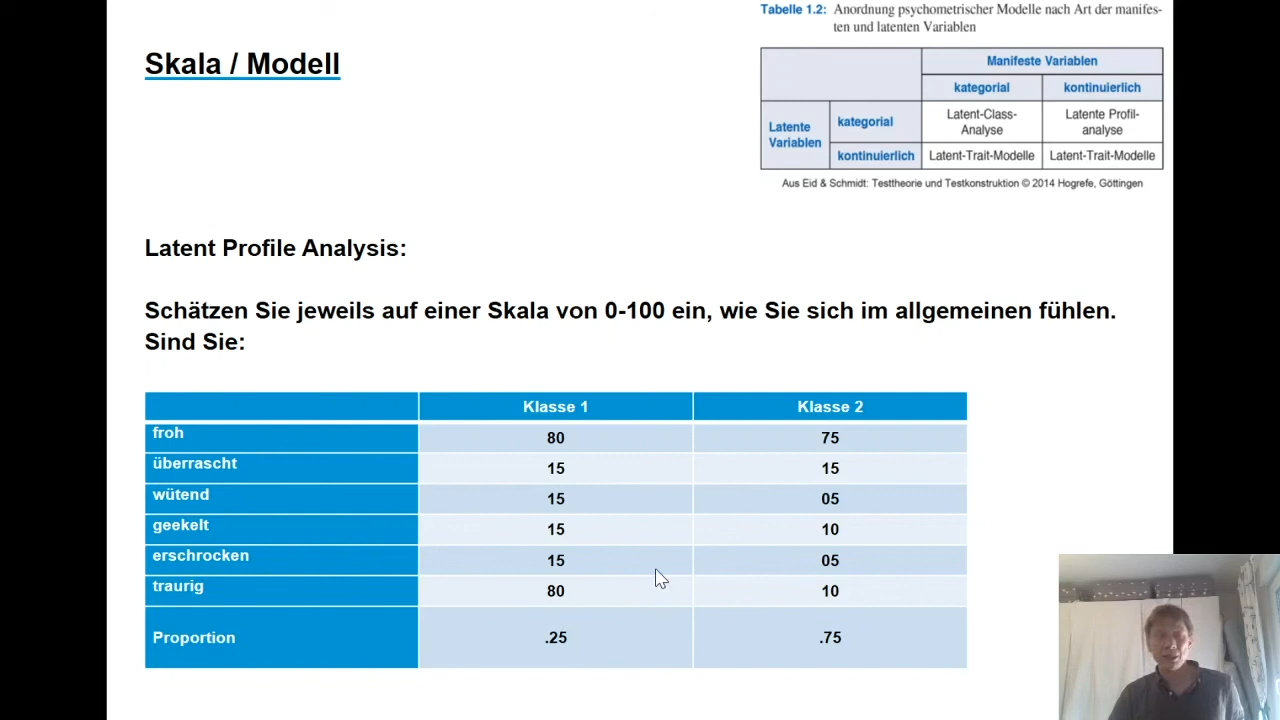 Tabelle 1.2: Anordnung psychometrischer Modelle nach Art der manifes-
ten und latenten Variablen
Skala / Modell
Manifeste Variablen
kategorial kontinuierlich
Latente Variablen
kategorial
Latent-Class-
Analyse
Latente Profil-
analyse
kontinuierlich Latent-Trait-Modelle Latent-Trait-Modelle
Aus Eid & Schmidt: Testtheorie und Testkonstruktion © 2014 Hogrefe, Göttingen
Latent Profile Analysis:
Schätzen Sie jeweils auf einer Skala von 0-100 ein, wie Sie sich im allgemeinen fühlen.
Sind Sie:
Klasse 1 Klasse 2
froh 80 75
überrascht 15 15
wütend 15 05
geekelt 15 10
erschrocken 15 05
traurig 80 10
Proportion .25 .75